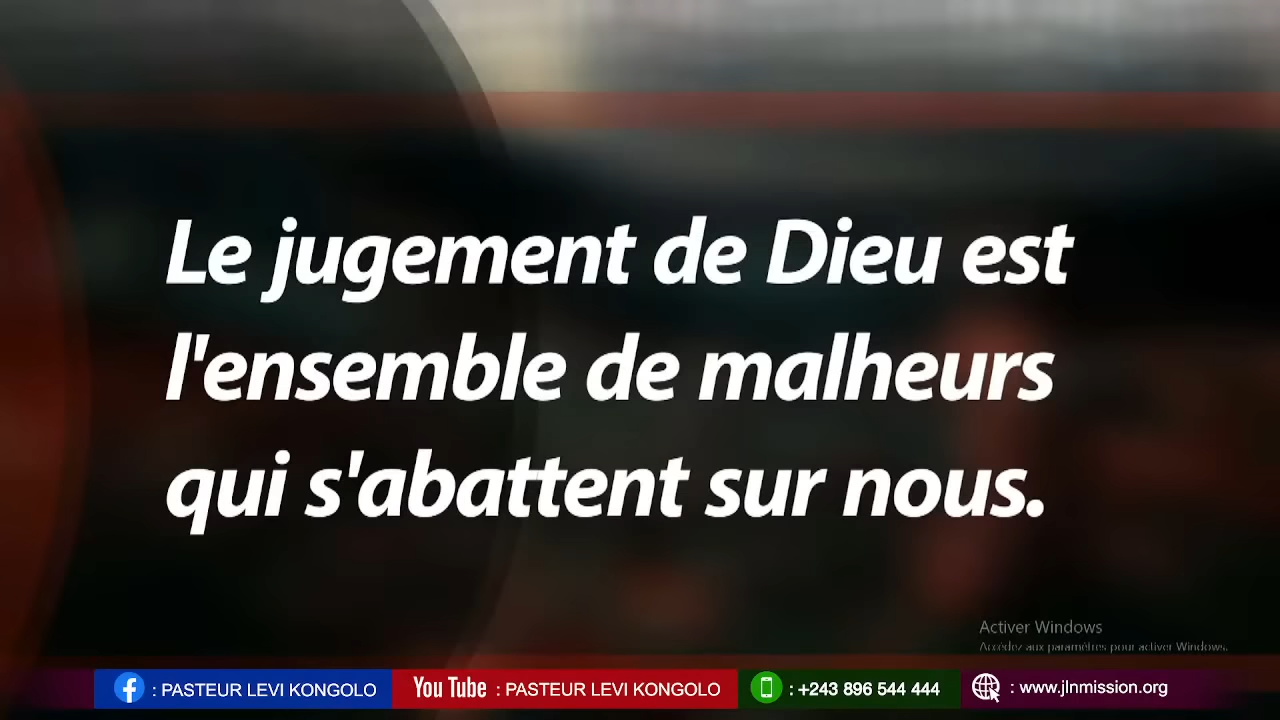 Le jugement de Dieu est
l'ensemble de malheurs
qui s'abattent sur nous.
Activer Windows
Accédez aux paramètres pour activer Windows.
: PASTEUR LEVI KONGOLO
You Tube : PASTEUR LEVI KONGOLO
: +243 896 544 444
: www.jlnmission.org